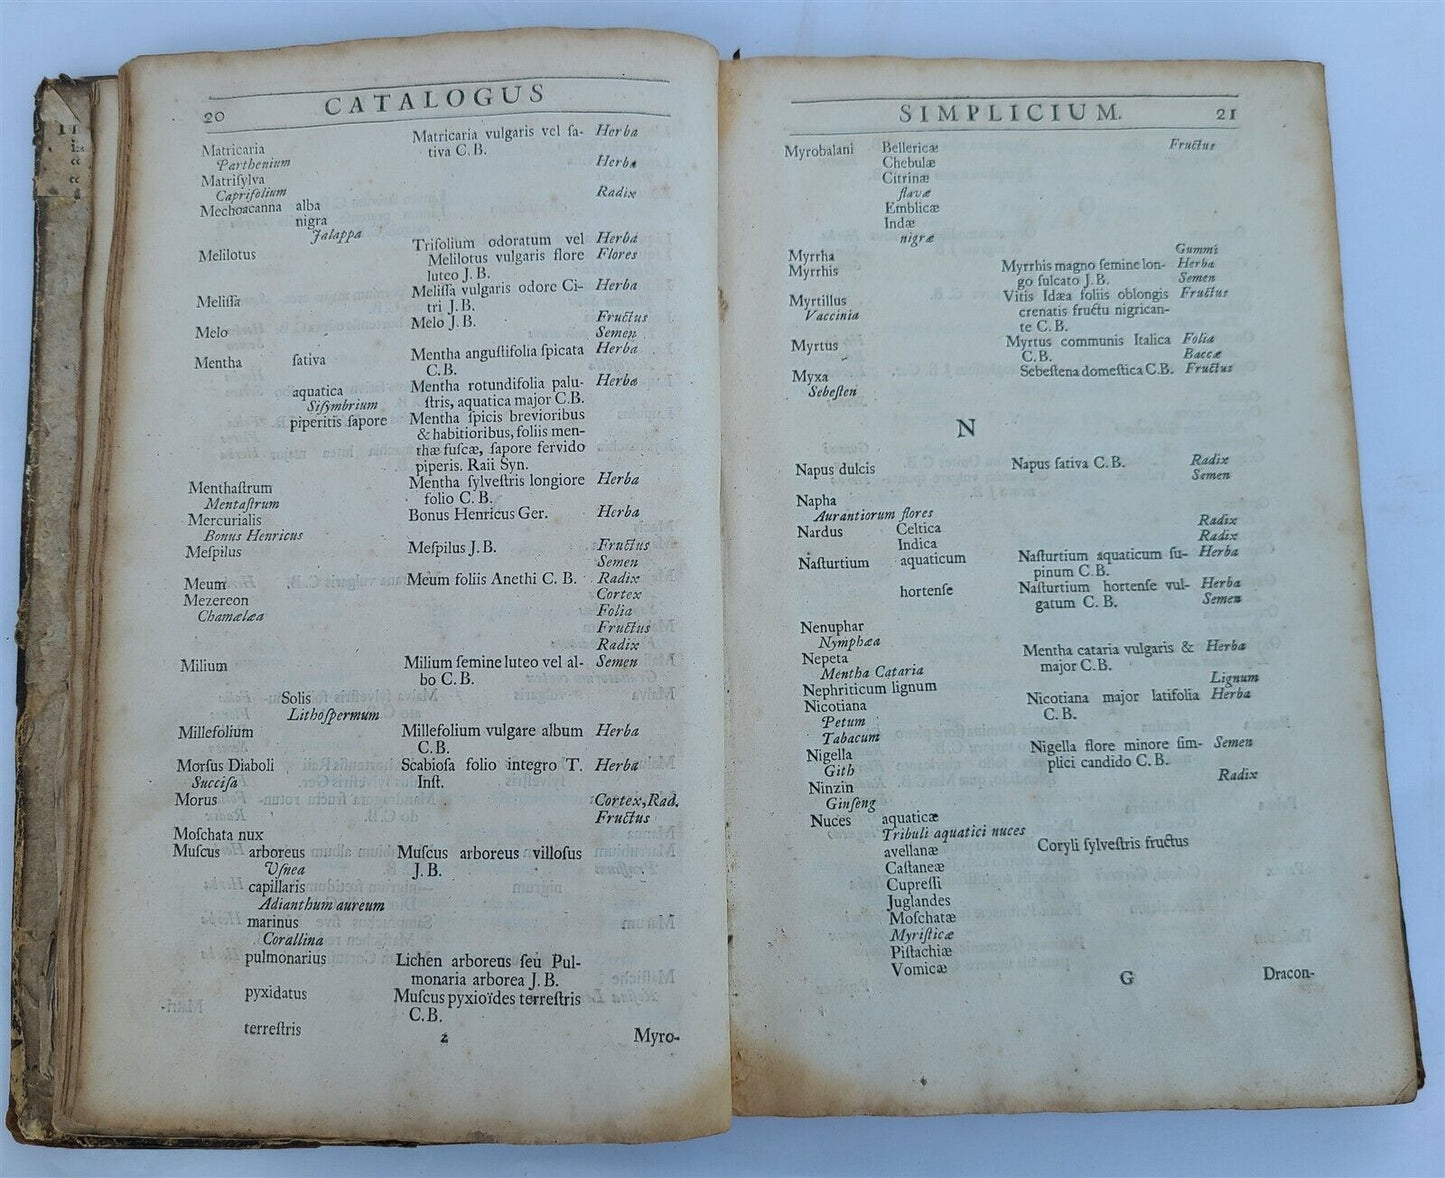 20 CATALOGUS
Matricaria Matricaria vulgaris vel ſa- Herba
Parthenium tiva C. B.
Matriſylva Herba
Caprifolium
Mechoacanna alba Radix
nigra
Jalappa
Melilotus Trifolium odoratum vel Herba
Melilotus vulgaris flore Flores
luteo J. B.
Meliſſa Meliſſa vulgaris odore Ci- Herba
tri J. B.
Melo Melo J. B. Fructus
Semen
Mentha ſativa Mentha anguſtifolia ſpicata Herba
C. B.
aquatica Mentha rotundifolia palu- Herba
Siſymbrium ſtris, aquatica major C. B.
piperitis ſapore Mentha ſpicis brevioribus
& habitioribus, foliis men-
thæ fuſcæ, ſapore fervido
piperis. Raii Syn.
Menthaſtrum Mentha ſylveſtris longiore Herba
Mentaſtrum folio C. B.
Mercurialis Bonus Henricus Ger. Herba
Bonus Henricus
Meſpilus Meſpilus J. B. Fructus
Semen
Meum Meum foliis Anethi C. B. Radix
Mezereon Cortex
Chamælæa Folia
Fructus
Radix
Milium Milium ſemine luteo vel al- Semen
bo C. B.
Solis
Lithoſpermum
Millefolium Millefolium vulgare album Herba
C. B.
Morſus Diaboli Scabioſa folio integro T. Herba
Succiſa Inſt.
Morus Cortex, Rad.
Fructus
Moſchata nux
Muſcus arboreus Muſcus arboreus villoſus
Uſnea J. B.
capillaris
Adianthum aureum
marinus
Corallina
pulmonarius Lichen arboreus ſeu Pul-
monaria arborea J. B.
pyxidatus Muſcus pyxioïdes terreſtris
C. B.
terreſtris
2 Myro-
SIMPLICIUM. 21
Myrobalani Bellericæ Fructus
Chebulæ
Citrinæ
flavæ
Emblicæ
Indæ
nigræ
Myrrha Gummi
Myrrhis Myrrhis magno ſemine lon- Herba
go ſulcato J. B. Semen
Myrtillus Vitis Idæa foliis oblongis Fructus
Vaccinia crenatis fructu nigrican-
te C. B.
Myrtus Myrtus communis Italica Folia
C. B. Baccæ
Myxa Sebeſtena domeſtica C. B. Fructus
Sebeſten
N
Napus dulcis Napus ſativa C. B. Radix
Semen
Napha
Aurantiorum flores
Nardus Celtica Radix
Indica Radix
Naſturtium aquaticum Naſturtium aquaticum ſu- Herba
pinum C. B.
hortenſe Naſturtium hortenſe vul- Herba
gatum C. B. Semen
Nenuphar
Nymphæa
Nepeta Mentha cataria vulgaris & Herba
Mentha Cataria major C. B.
Nephriticum lignum Lignum
Nicotiana Nicotiana major latifolia Herba
Petum C. B.
Tabacum
Nigella Nigella flore minore ſim- Semen
Gith plici candido C. B.
Ninzin Radix
Ginſeng
Nuces aquaticæ
Tribuli aquatici nuces
avellanæ Coryli ſylveſtris fructus
Caſtaneæ
Cupreſſi
Juglandes
Moſchatæ
Myriſticæ
Piſtachiæ
Vomicæ
G Dracon-